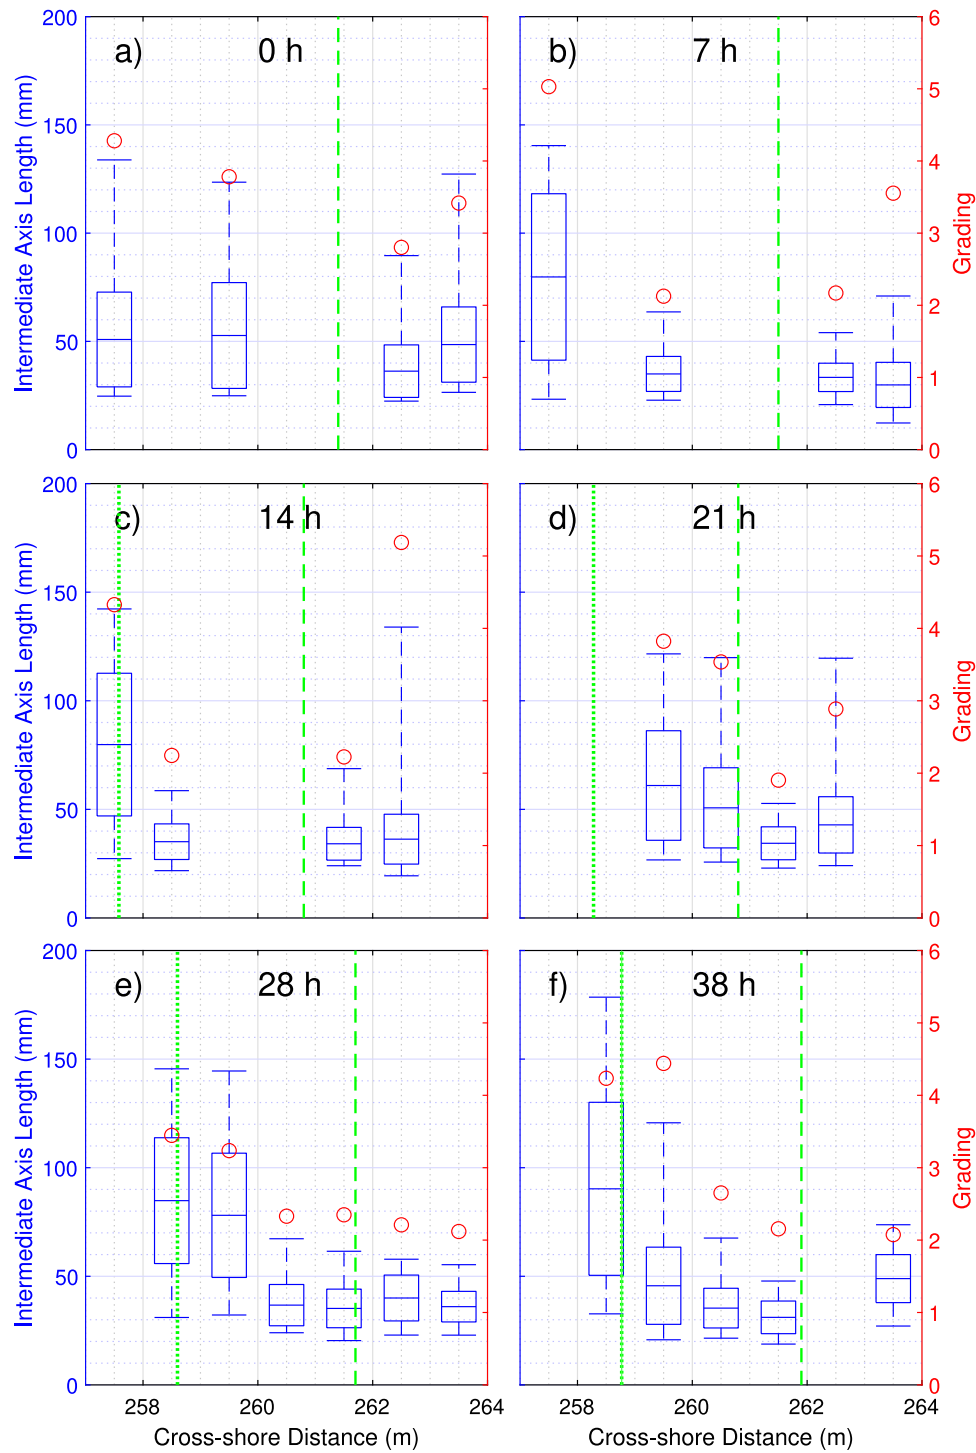 200
150
100
50
0
Intermediate Axis Length (mm)
a)
0 h
b)
7 h
6
5
4
3
2
1
0
Grading
200
150
100
50
0
Intermediate Axis Length (mm)
c)
14 h
d)
21 h
6
5
4
3
2
1
0
Grading
200
150
100
50
0
Intermediate Axis Length (mm)
e)
28 h
f)
38 h
6
5
4
3
2
1
0
Grading
258 260 262 264
258 260 262 264
Cross-shore Distance (m)
Cross-shore Distance (m)